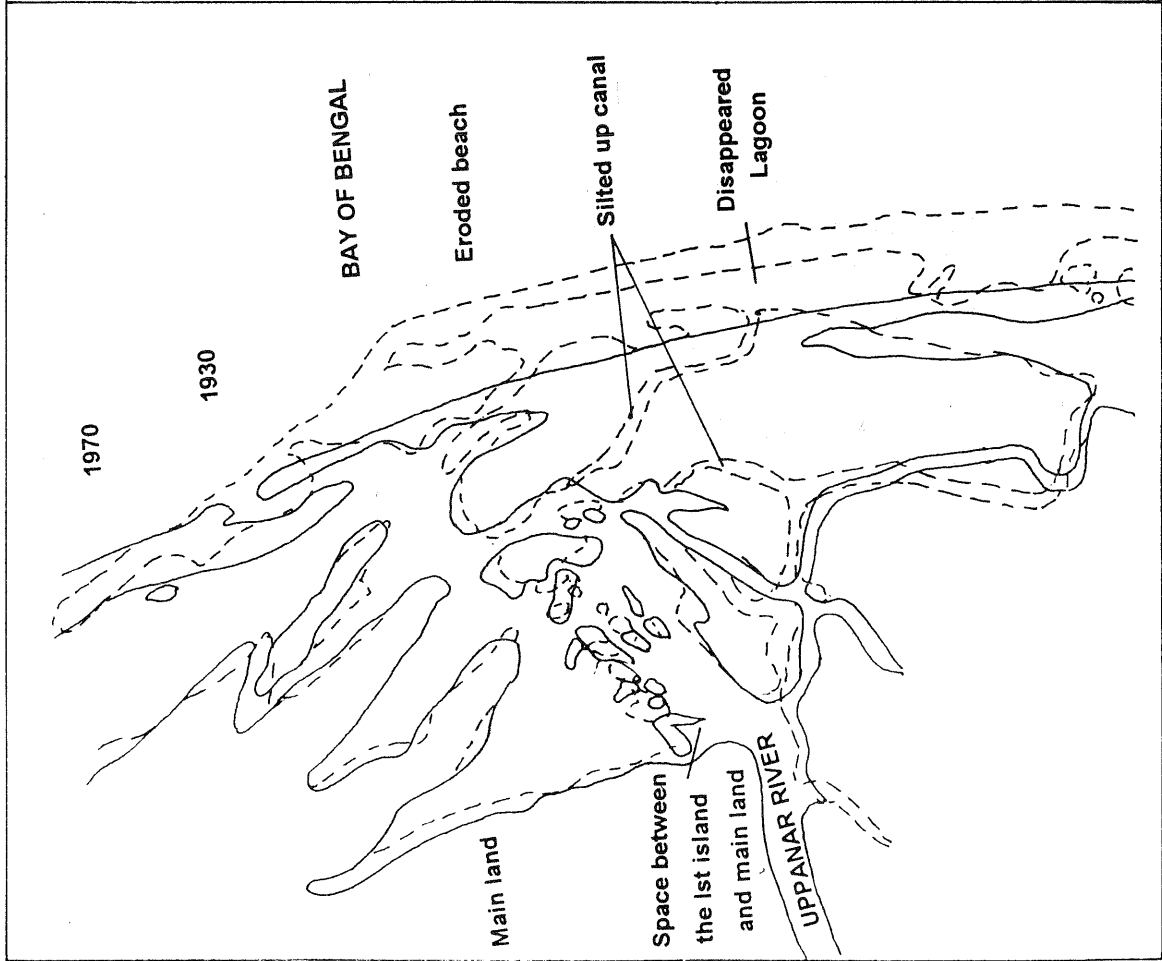 1970
1930
BAY OF BENGAL
Eroded beach
Silted up canal
Disappeared
Lagoon
Main land
Space between
the Ist island
and main land
UPPANAR RIVER